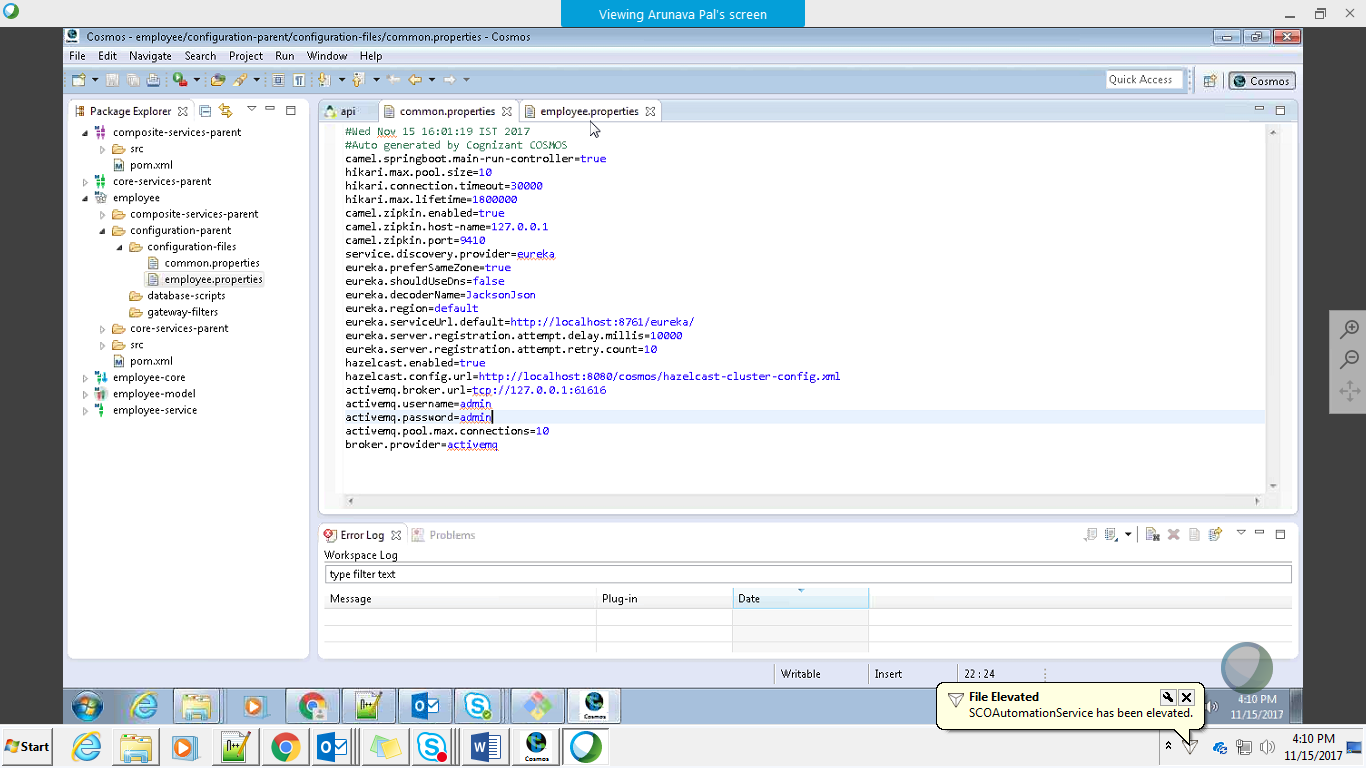 Viewing Arunava Pal's screen
Cosmos - employee/configuration-parent/configuration-files/common.properties - Cosmos
File Edit Navigate Search Project Run Window Help
Quick Access
Cosmos
Package Explorer
composite-services-parent
src
pom.xml
core-services-parent
employee
composite-services-parent
configuration-parent
configuration-files
common.properties
employee.properties
database-scripts
gateway-filters
core-services-parent
src
pom.xml
employee-core
employee-model
employee-service
api common.properties employee.properties
#Wed Nov 15 16:01:19 IST 2017
#Auto generated by Cognizant COSMOS
camel.springboot.main-run-controller=true
hikari.max.pool.size=10
hikari.connection.timeout=30000
hikari.max.lifetime=1800000
camel.zipkin.enabled=true
camel.zipkin.host-name=127.0.0.1
camel.zipkin.port=9410
service.discovery.provider=eureka
eureka.preferSameZone=true
eureka.shouldUseDns=false
eureka.decoderName=JacksonJson
eureka.region=default
eureka.serviceUrl.default=http://localhost:8761/eureka/
eureka.server.registration.attempt.delay.millis=10000
eureka.server.registration.attempt.retry.count=10
hazelcast.enabled=true
hazelcast.config.url=http://localhost:8080/cosmos/hazelcast-cluster-config.xml
activemq.broker.url=tcp://127.0.0.1:61616
activemq.username=admin
activemq.password=admin
activemq.pool.max.connections=10
broker.provider=activemq
Error Log Problems
Workspace Log
type filter text
Message Plug-in Date
Writable Insert 22 : 24
File Elevated
SCOAutomationService has been elevated.
Cosmos
4:10 PM
11/15/2017
Start
Cosmos
4:10 PM
11/15/2017